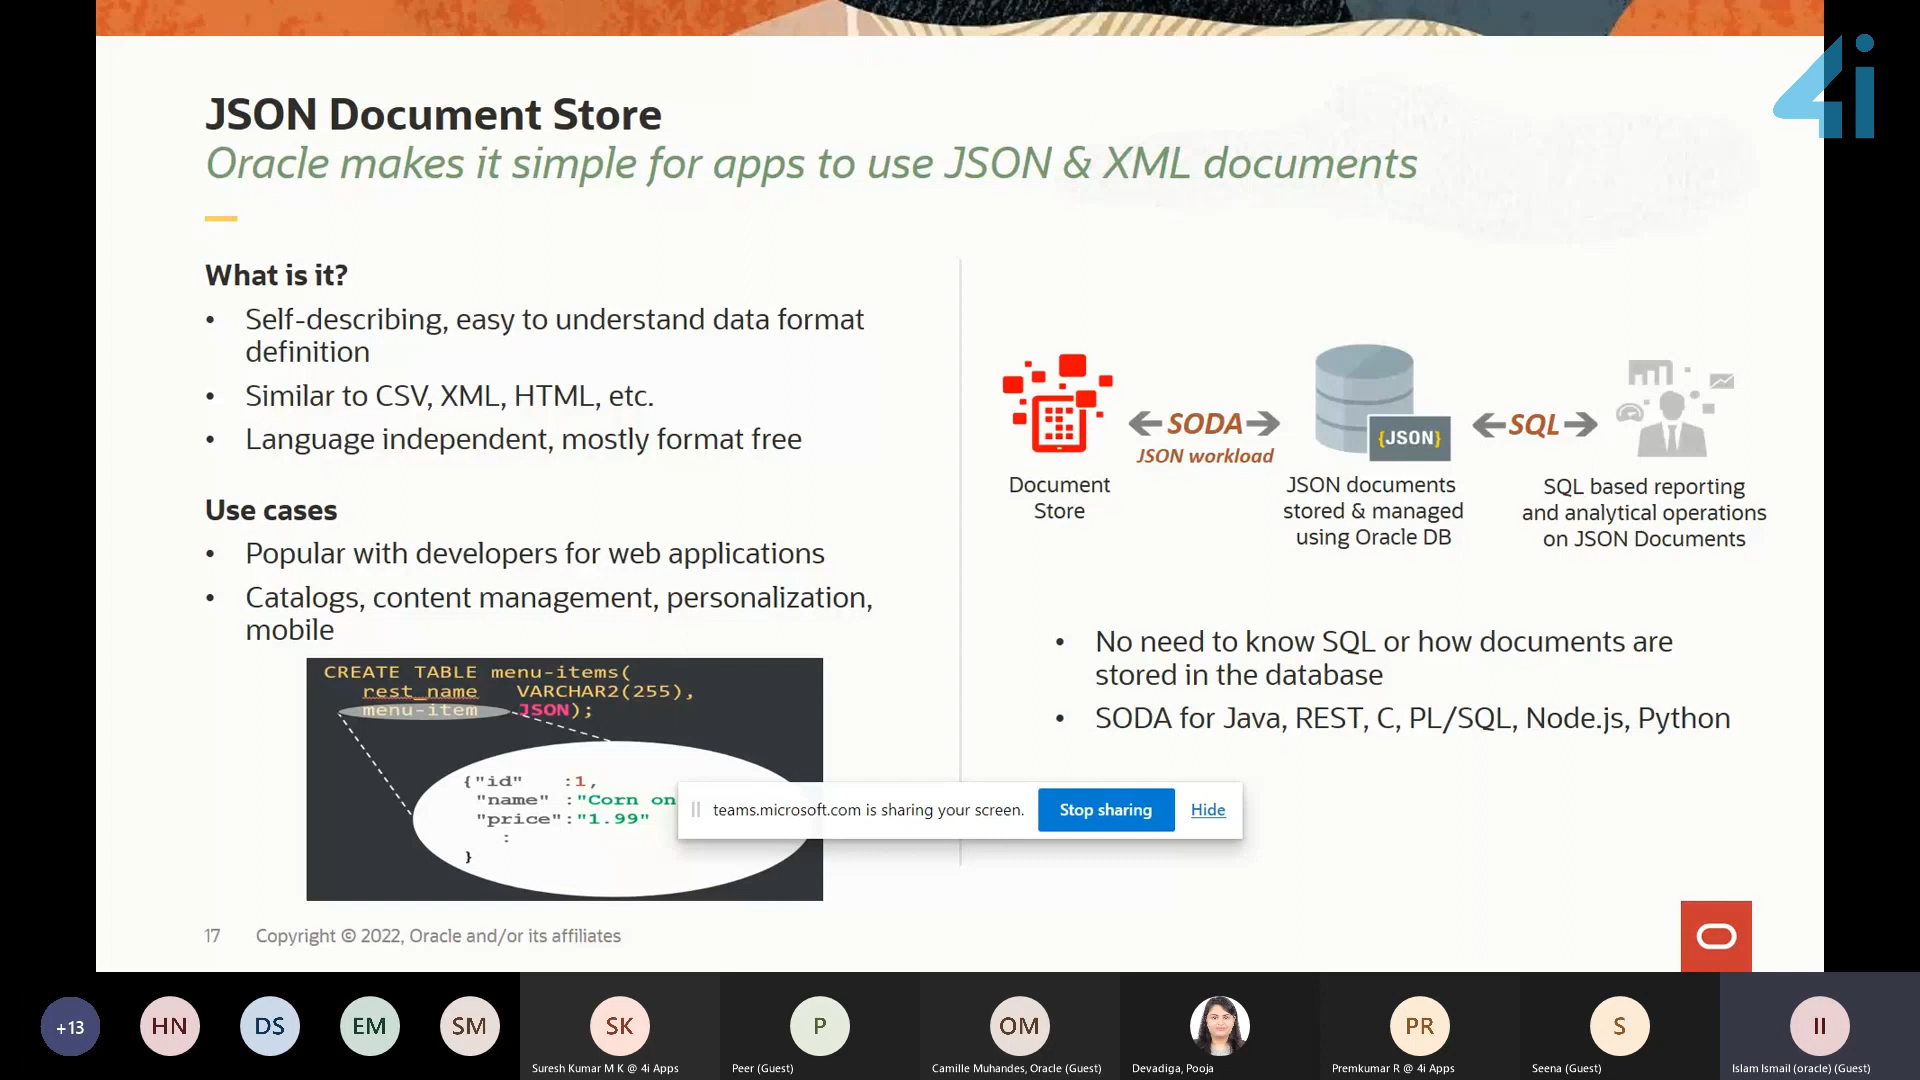 4i
JSON Document Store
Oracle makes it simple for apps to use JSON & XML documents
What is it?
• Self-describing, easy to understand data format
definition
• Similar to CSV, XML, HTML, etc.
• Language independent, mostly format free
Use cases
• Popular with developers for web applications
• Catalogs, content management, personalization,
mobile
CREATE TABLE menu-items(
rest_name VARCHAR2(255),
menu-item JSON);
{"id" :1,
"name" :"Corn on
"price":"1.99"
:
}
SODA
JSON workload
{JSON}
SQL
Document
Store
JSON documents
stored & managed
using Oracle DB
SQL based reporting
and analytical operations
on JSON Documents
• No need to know SQL or how documents are
stored in the database
• SODA for Java, REST, C, PL/SQL, Node.js, Python
teams.microsoft.com is sharing your screen. Stop sharing Hide
17 Copyright © 2022, Oracle and/or its affiliates
+13 HN DS EM SM SK P OM PR S II
Suresh Kumar M K @ 4i Apps
Peer (Guest)
Camille Muhandes, Oracle (Guest)
Devadiga, Pooja
Premkumar R @ 4i Apps
Seena (Guest)
Islam Ismail (oracle) (Guest)